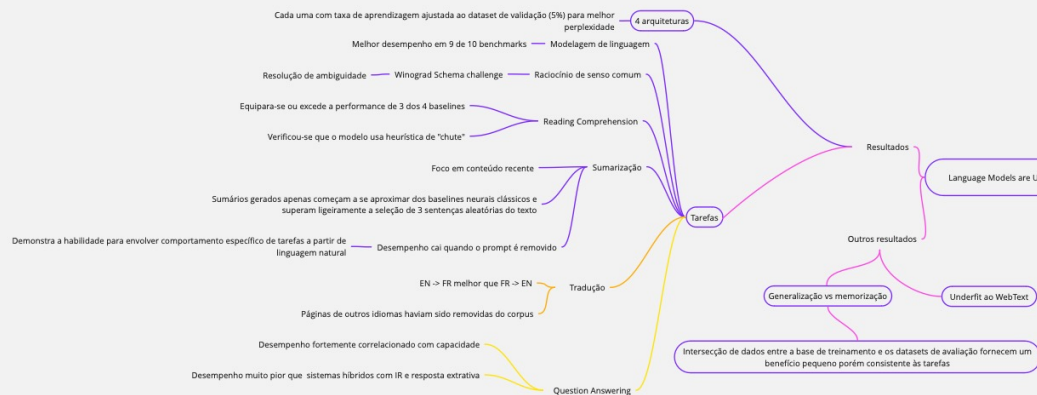 Cada uma com taxa de aprendizagem ajustada ao dataset de validação (5%) para melhor
perplexidade
4 arquiteturas
Melhor desempenho em 9 de 10 benchmarks
Modelagem de linguagem
Resolução de ambiguidade
Winograd Schema challenge
Raciocínio de senso comum
Equipara-se ou excede a performance de 3 dos 4 baselines
Verificou-se que o modelo usa heurística de "chute"
Reading Comprehension
Foco em conteúdo recente
Sumários gerados apenas começam a se aproximar dos baselines neurais clássicos e
superam ligeiramente a seleção de 3 sentenças aleatórias do texto
Demonstra a habilidade para envolver comportamento específico de tarefas a partir de
linguagem natural
Desempenho cai quando o prompt é removido
Sumarização
EN -> FR melhor que FR -> EN
Páginas de outros idiomas haviam sido removidas do corpus
Tradução
Desempenho fortemente correlacionado com capacidade
Desempenho muito pior que sistemas híbridos com IR e resposta extrativa
Question Answering
Tarefas
Resultados
Language Models are U
Outros resultados
Generalização vs memorização
Underfit ao WebText
Intersecção de dados entre a base de treinamento e os datasets de avaliação fornecem um
benefício pequeno porém consistente às tarefas